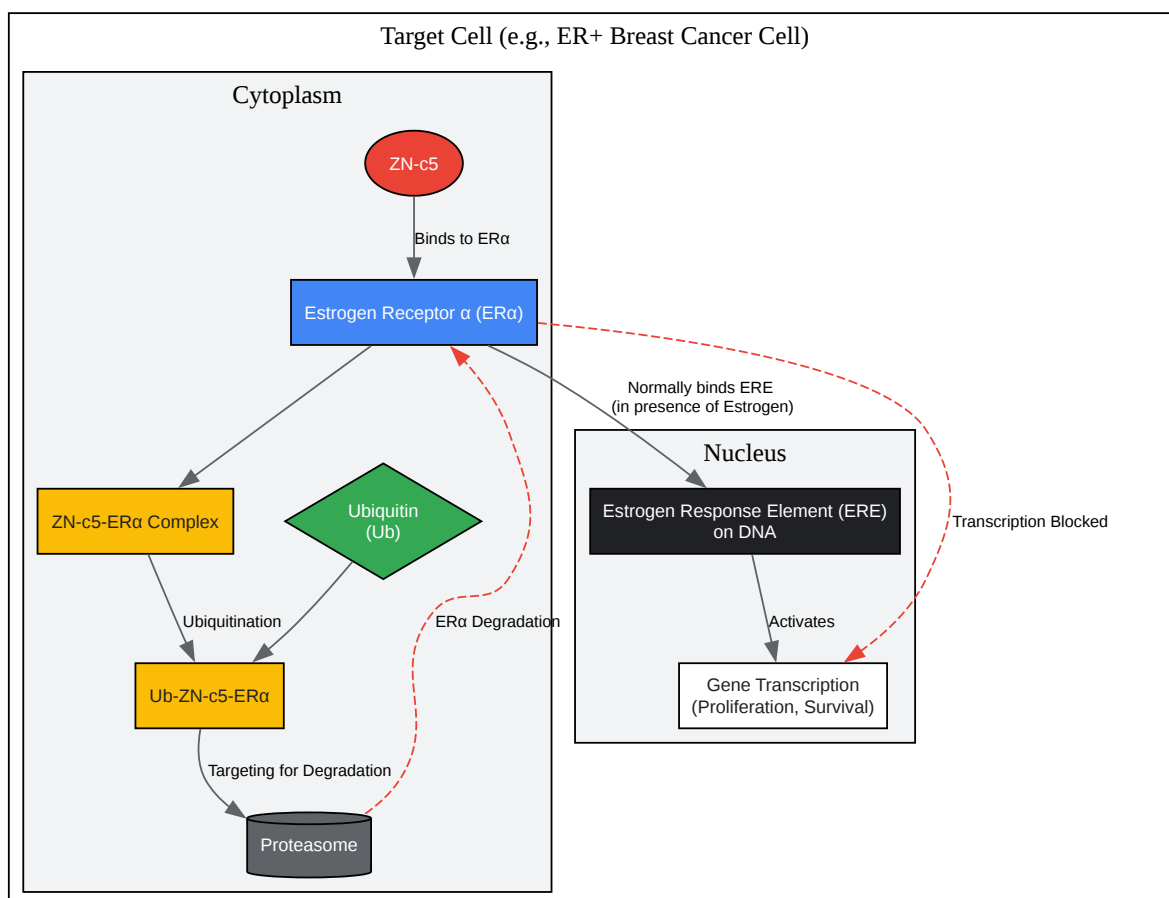 Target Cell (e.g., ER+ Breast Cancer Cell)
Cytoplasm
ZN-c5
Binds to ERα
Estrogen Receptor α (ERα)
Normally binds ERE
(in presence of Estrogen)
Nucleus
ZN-c5-ERα Complex
Ubiquitin
(Ub)
Estrogen Response Element (ERE)
on DNA
Transcription Blocked
Ubiquitination
ERα Degradation
Activates
Ub-ZN-c5-ERα
Gene Transcription
(Proliferation, Survival)
Targeting for Degradation
Proteasome